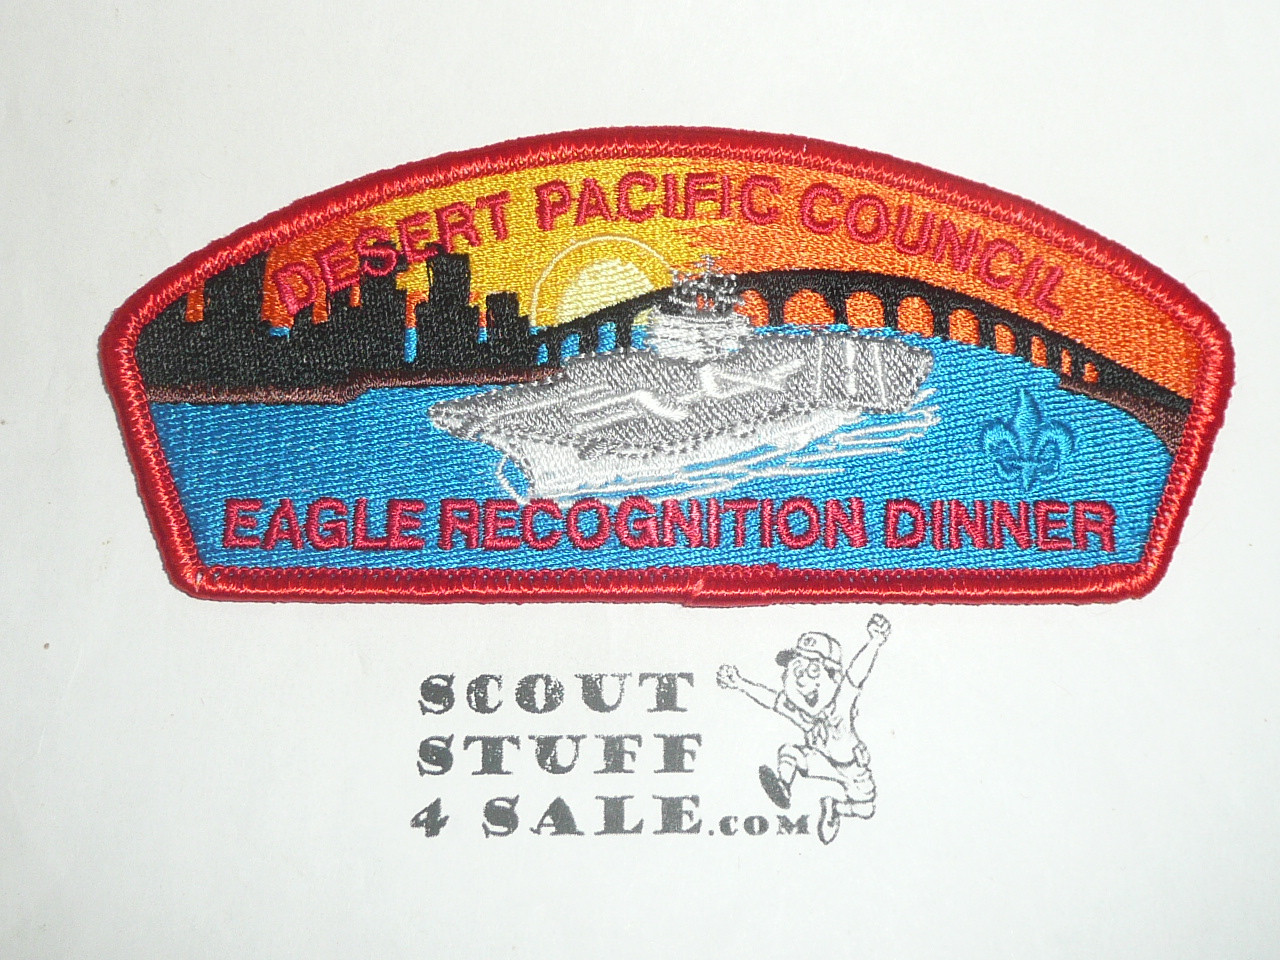 DESERT PACIFIC COUNCIL
EAGLE RECOGNITION DINNER
SCOUT
STUFF
4 SALE.COM